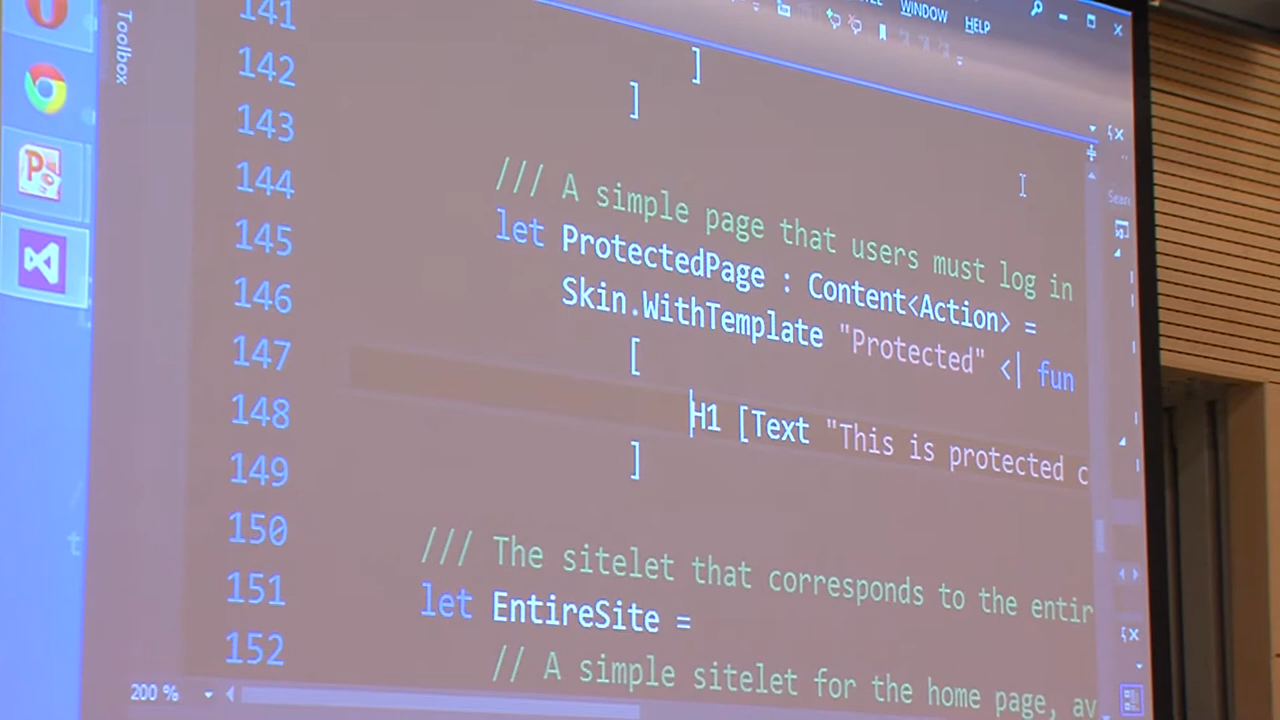 WINDOW HELP
Toolbox
141
142 ]
143 ]
144 /// A simple page that users must log in
145 let ProtectedPage : Content<Action> =
146 Skin.WithTemplate "Protected" <| fun
147 [
148 H1 [Text "This is protected c
149 ]
150 /// The sitelet that corresponds to the entir
151 let EntireSite =
152 // A simple sitelet for the home page, av
200 %